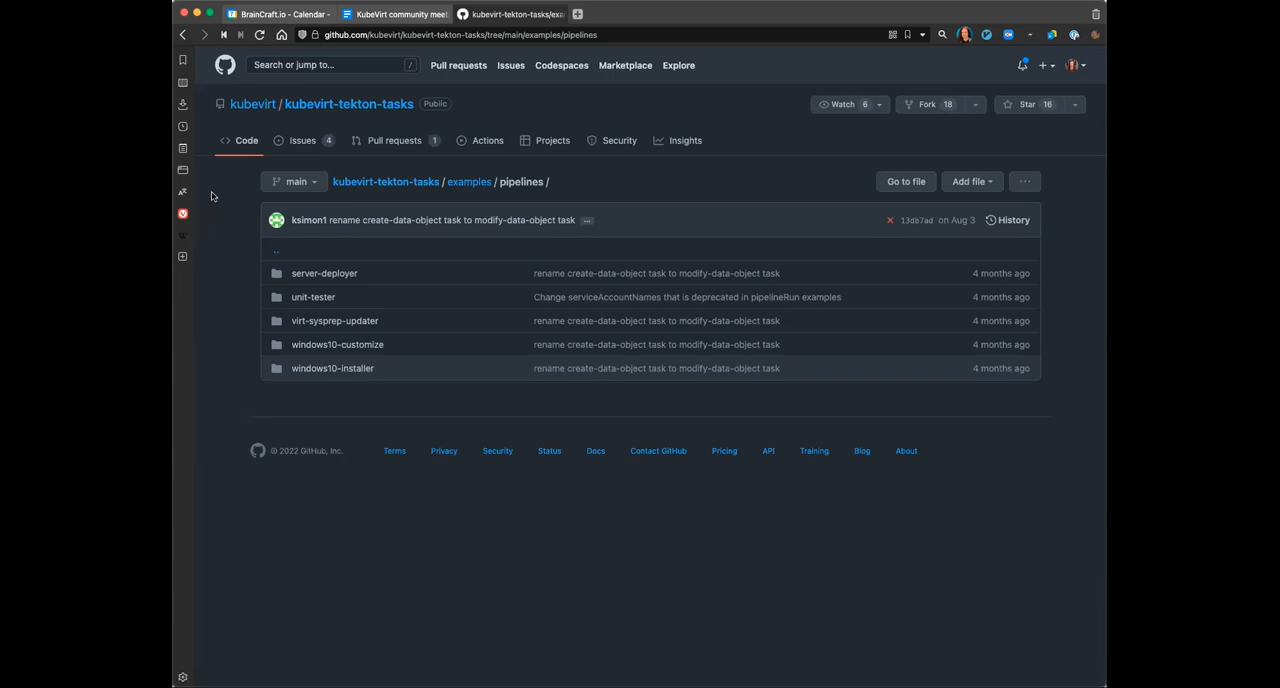 BrainCraft.io - Calendar -
KubeVirt community mee
kubevirt-tekton-tasks/exa
github.com/kubevirt/kubevirt-tekton-tasks/tree/main/examples/pipelines
Search or jump to... /
Pull requests
Issues
Codespaces
Marketplace
Explore
kubevirt / kubevirt-tekton-tasks Public
Watch 6
Fork 18
Star 16
Code
Issues 4
Pull requests 1
Actions
Projects
Security
Insights
main
kubevirt-tekton-tasks / examples / pipelines /
Go to file
Add file
...
ksimon1 rename create-data-object task to modify-data-object task ...
13db7ad on Aug 3
History
..
server-deployer rename create-data-object task to modify-data-object task 4 months ago
unit-tester Change serviceAccountNames that is deprecated in pipelineRun examples 4 months ago
virt-sysprep-updater rename create-data-object task to modify-data-object task 4 months ago
windows10-customize rename create-data-object task to modify-data-object task 4 months ago
windows10-installer rename create-data-object task to modify-data-object task 4 months ago
© 2022 GitHub, Inc.
Terms
Privacy
Security
Status
Docs
Contact GitHub
Pricing
API
Training
Blog
About